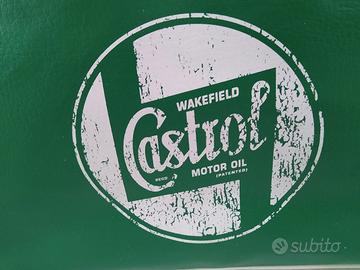 WAKEFIELD
Castrol
REGD
MOTOR OIL
(PATENTED)
subito